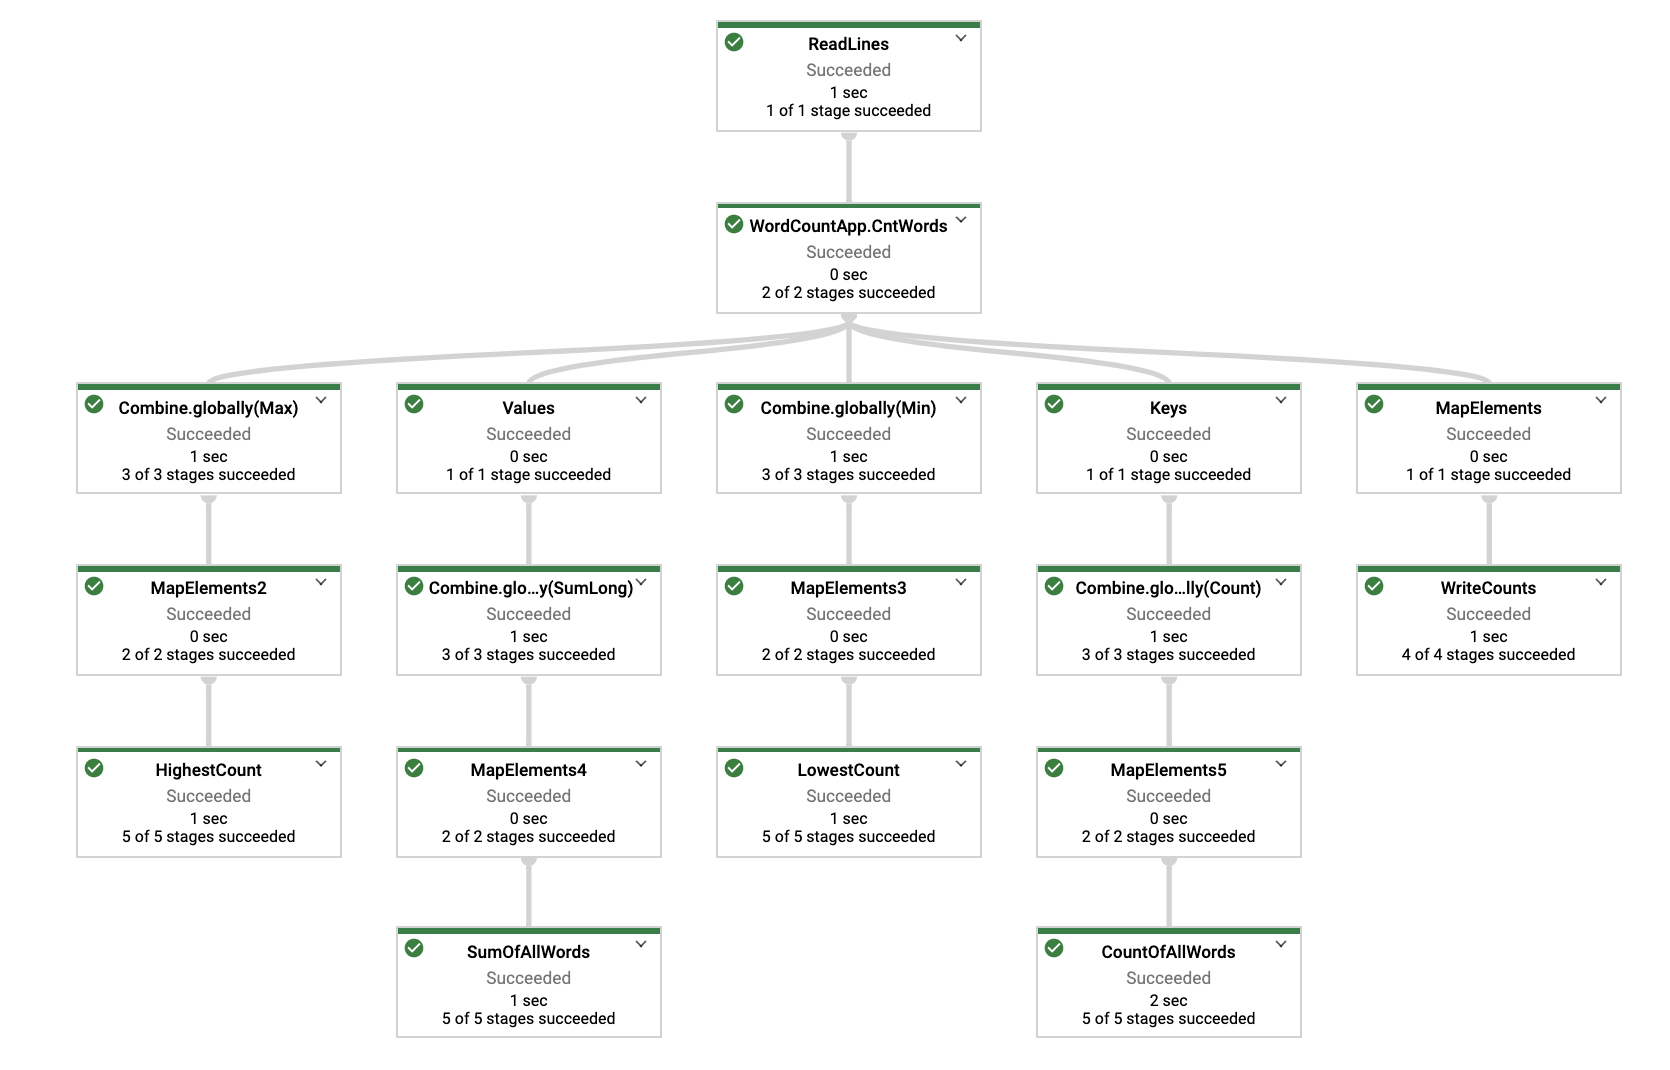 ReadLines
Succeeded
1 sec
1 of 1 stage succeeded
WordCountApp.CntWords
Succeeded
0 sec
2 of 2 stages succeeded
Combine.globally(Max)
Succeeded
1 sec
3 of 3 stages succeeded
Values
Succeeded
0 sec
1 of 1 stage succeeded
Combine.globally(Min)
Succeeded
1 sec
3 of 3 stages succeeded
Keys
Succeeded
0 sec
1 of 1 stage succeeded
MapElements
Succeeded
0 sec
1 of 1 stage succeeded
MapElements2
Succeeded
0 sec
2 of 2 stages succeeded
Combine.glo...y(SumLong)
Succeeded
1 sec
3 of 3 stages succeeded
MapElements3
Succeeded
0 sec
2 of 2 stages succeeded
Combine.glo...lly(Count)
Succeeded
1 sec
3 of 3 stages succeeded
WriteCounts
Succeeded
1 sec
4 of 4 stages succeeded
HighestCount
Succeeded
1 sec
5 of 5 stages succeeded
MapElements4
Succeeded
0 sec
2 of 2 stages succeeded
LowestCount
Succeeded
1 sec
5 of 5 stages succeeded
MapElements5
Succeeded
0 sec
2 of 2 stages succeeded
SumOfAllWords
Succeeded
1 sec
5 of 5 stages succeeded
CountOfAllWords
Succeeded
2 sec
5 of 5 stages succeeded